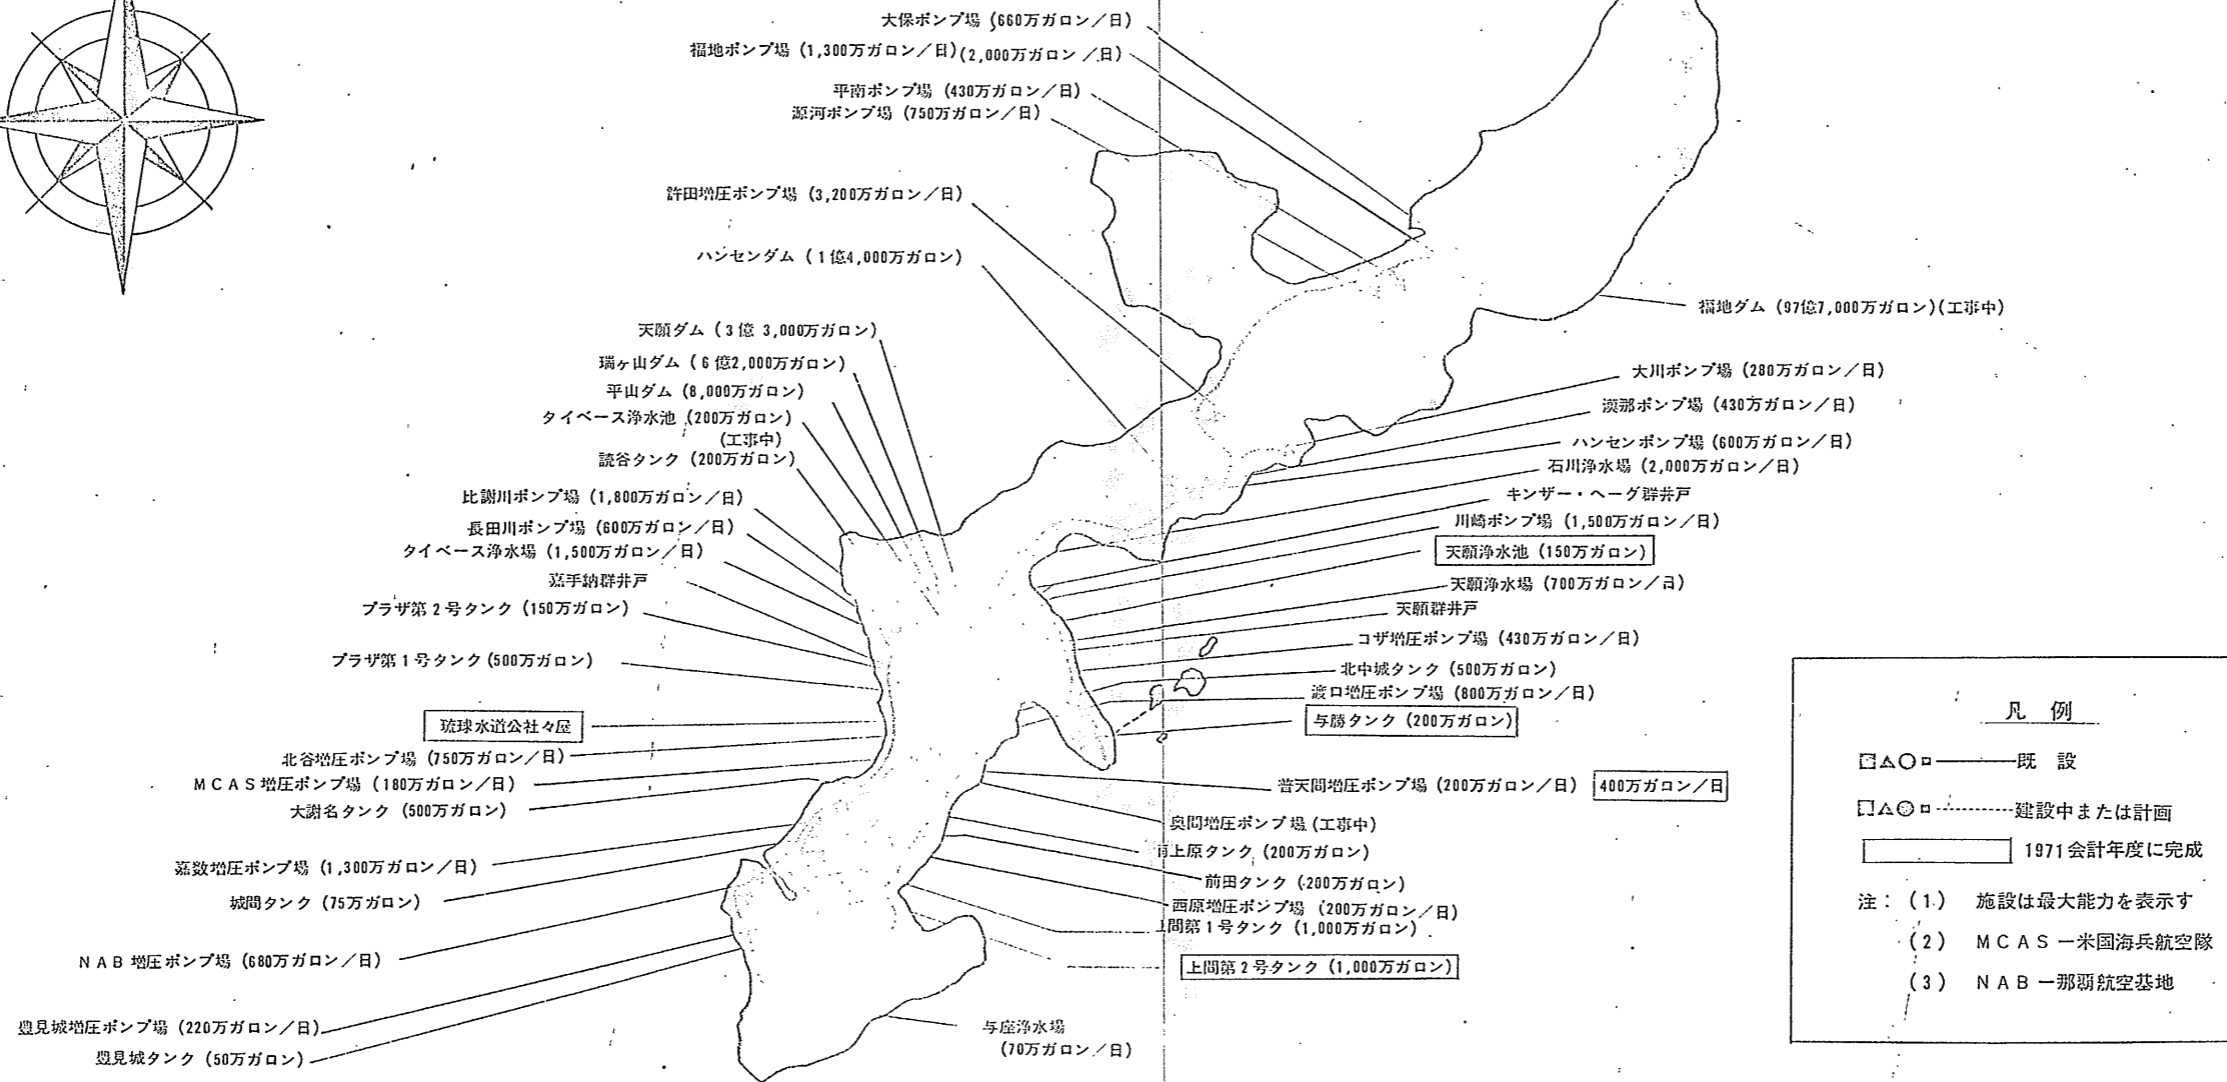 大保ポンプ場 (660万ガロン/日)
福地ポンプ場 (1,300万ガロン/日)(2,000万ガロン/日)
平南ポンプ場 (430万ガロン/日)
源河ポンプ場 (750万ガロン/日)
許田増圧ポンプ場 (3,200万ガロン/日)
ハンセンダム (1億4,000万ガロン)
天願ダム (3億3,000万ガロン)
瑞ヶ山ダム (6億2,000万ガロン)
平山ダム (8,000万ガロン)
タイベース浄水池 (200万ガロン)
(工事中)
読谷タンク (200万ガロン)
比謝川ポンプ場 (1,800万ガロン/日)
長田川ポンプ場 (600万ガロン/日)
タイベース浄水場 (1,500万ガロン/日)
嘉手納群井戸
プラザ第2号タンク (150万ガロン)
プラザ第1号タンク (500万ガロン)
琉球水道公社々屋
北谷増圧ポンプ場 (750万ガロン/日)
MCAS増圧ポンプ場 (180万ガロン/日)
大謝名タンク (500万ガロン)
嘉数増圧ポンプ場 (1,300万ガロン/日)
城間タンク (75万ガロン)
NAB増圧ポンプ場 (680万ガロン/日)
豊見城増圧ポンプ場 (220万ガロン/日)
豊見城タンク (50万ガロン)
福地ダム (97億7,000万ガロン)(工事中)
大川ポンプ場 (280万ガロン/日)
漢那ポンプ場 (430万ガロン/日)
ハンセンポンプ場 (600万ガロン/日)
石川浄水場 (2,000万ガロン/日)
キンザー・ヘーグ群井戸
川崎ポンプ場 (1,500万ガロン/日)
天願浄水池 (150万ガロン)
天願浄水場 (700万ガロン/日)
天願群井戸
コザ増圧ポンプ場 (430万ガロン/日)
北中城タンク (500万ガロン)
渡口増圧ポンプ場 (800万ガロン/日)
与勝タンク (200万ガロン)
普天間増圧ポンプ場 (200万ガロン/日) 400万ガロン/日
奥間増圧ポンプ場 (工事中)
上原タンク (200万ガロン)
前田タンク (200万ガロン)
西原増圧ポンプ場 (200万ガロン/日)
間第1号タンク (1,000万ガロン)
上間第2号タンク (1,000万ガロン)
与座浄水場
(70万ガロン/日)
凡例
既設
建設中または計画
1971会計年度に完成
注:(1) 施設は最大能力を表示す
(2) MCASー米国海兵航空隊
(3) NABー那覇航空基地